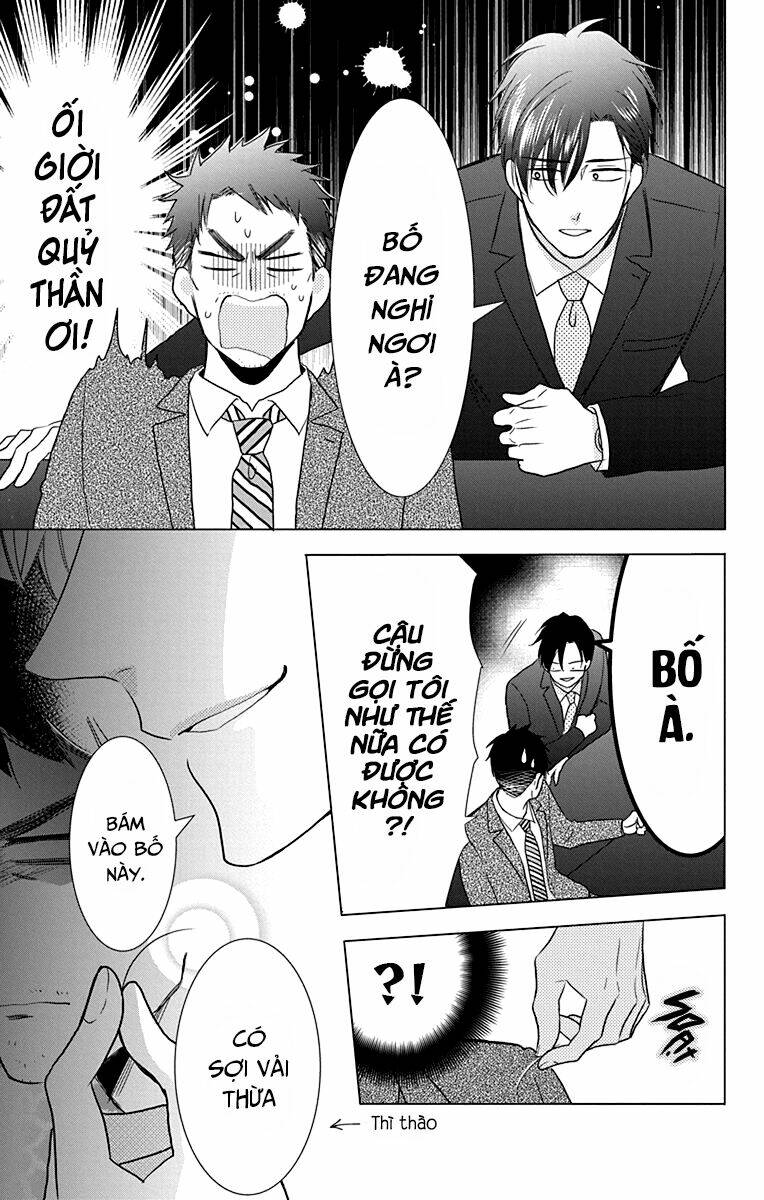 BỐ
ĐANG
NGHỈ
NGƠI
À?
ỐI
GIỜI
ĐẤT
QUỶ
THẦN
ƠI!
BỐ
À.
CẬU
ĐỪNG
GỌI TÔI
NHƯ THẾ
NỮA CÓ
ĐƯỢC
KHÔNG
?!
?!
CÓ
SỢI VẢI
THỪA
Thì thào
BÁM
VÀO BỐ
NÀY.